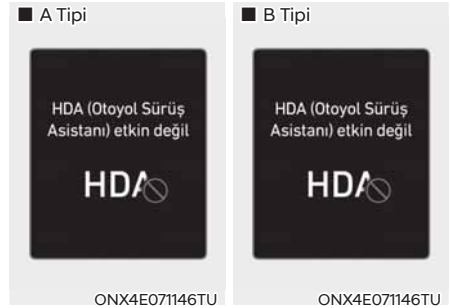 ■ A Tipi
HDA (Otoyol Sürüş
Asistanı) etkin değil
HDA
ONX4E071146TU
■ B Tipi
HDA (Otoyol Sürüş
Asistanı) etkin değil
HDA
ONX4E071146TU